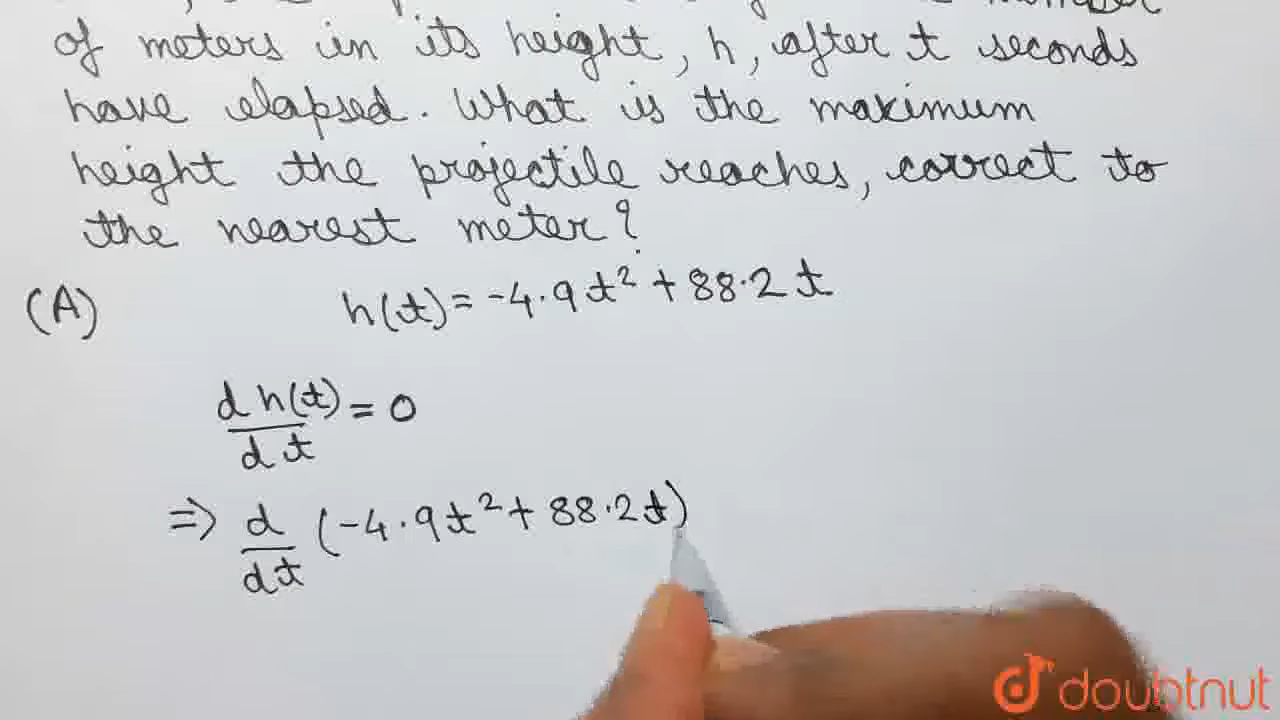 of meters in its height, h, after t seconds
have elapsed. What is the maximum
height the projectile reaches, correct to
the nearest meter?
(A) h(t) = -4.9t² + 88.2t
d h(t)/dt = 0
=> d/dt (-4.9t² + 88.2t)
doubtnut